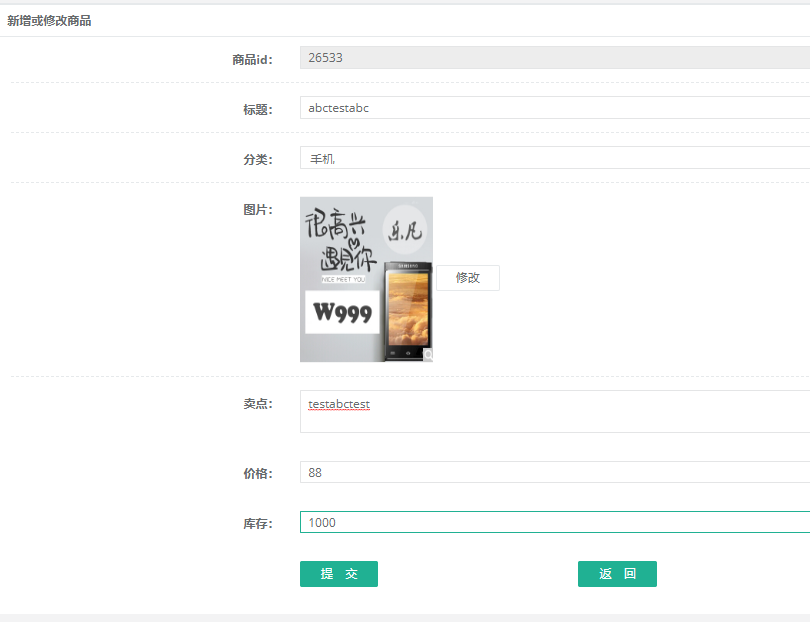 新增或修改商品
商品id： 26533
标题： abctestabc
分类： 手机
图片：
很高兴
遇见你
乐凡
NICE MEET YOU
W999
SAMSUNG
修改
卖点： testabctest
价格： 88
库存： 1000
提 交 返 回